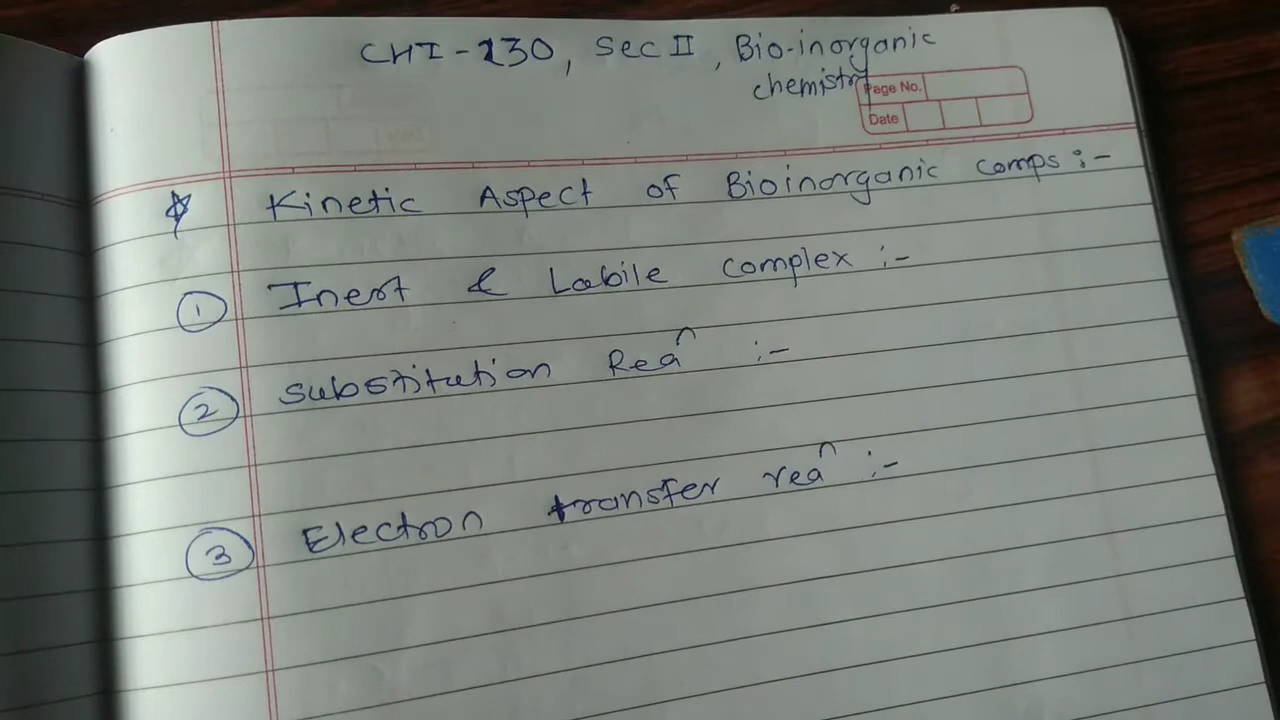 CHI-230, Sec II, Bio-inorganic
chemistry
Page No.
Date
☆ Kinetic Aspect of Bioinorganic comps :-
① Inert & Labile complex :-
② Substitution Reaⁿ :-
③ Electron transfer reaⁿ :-